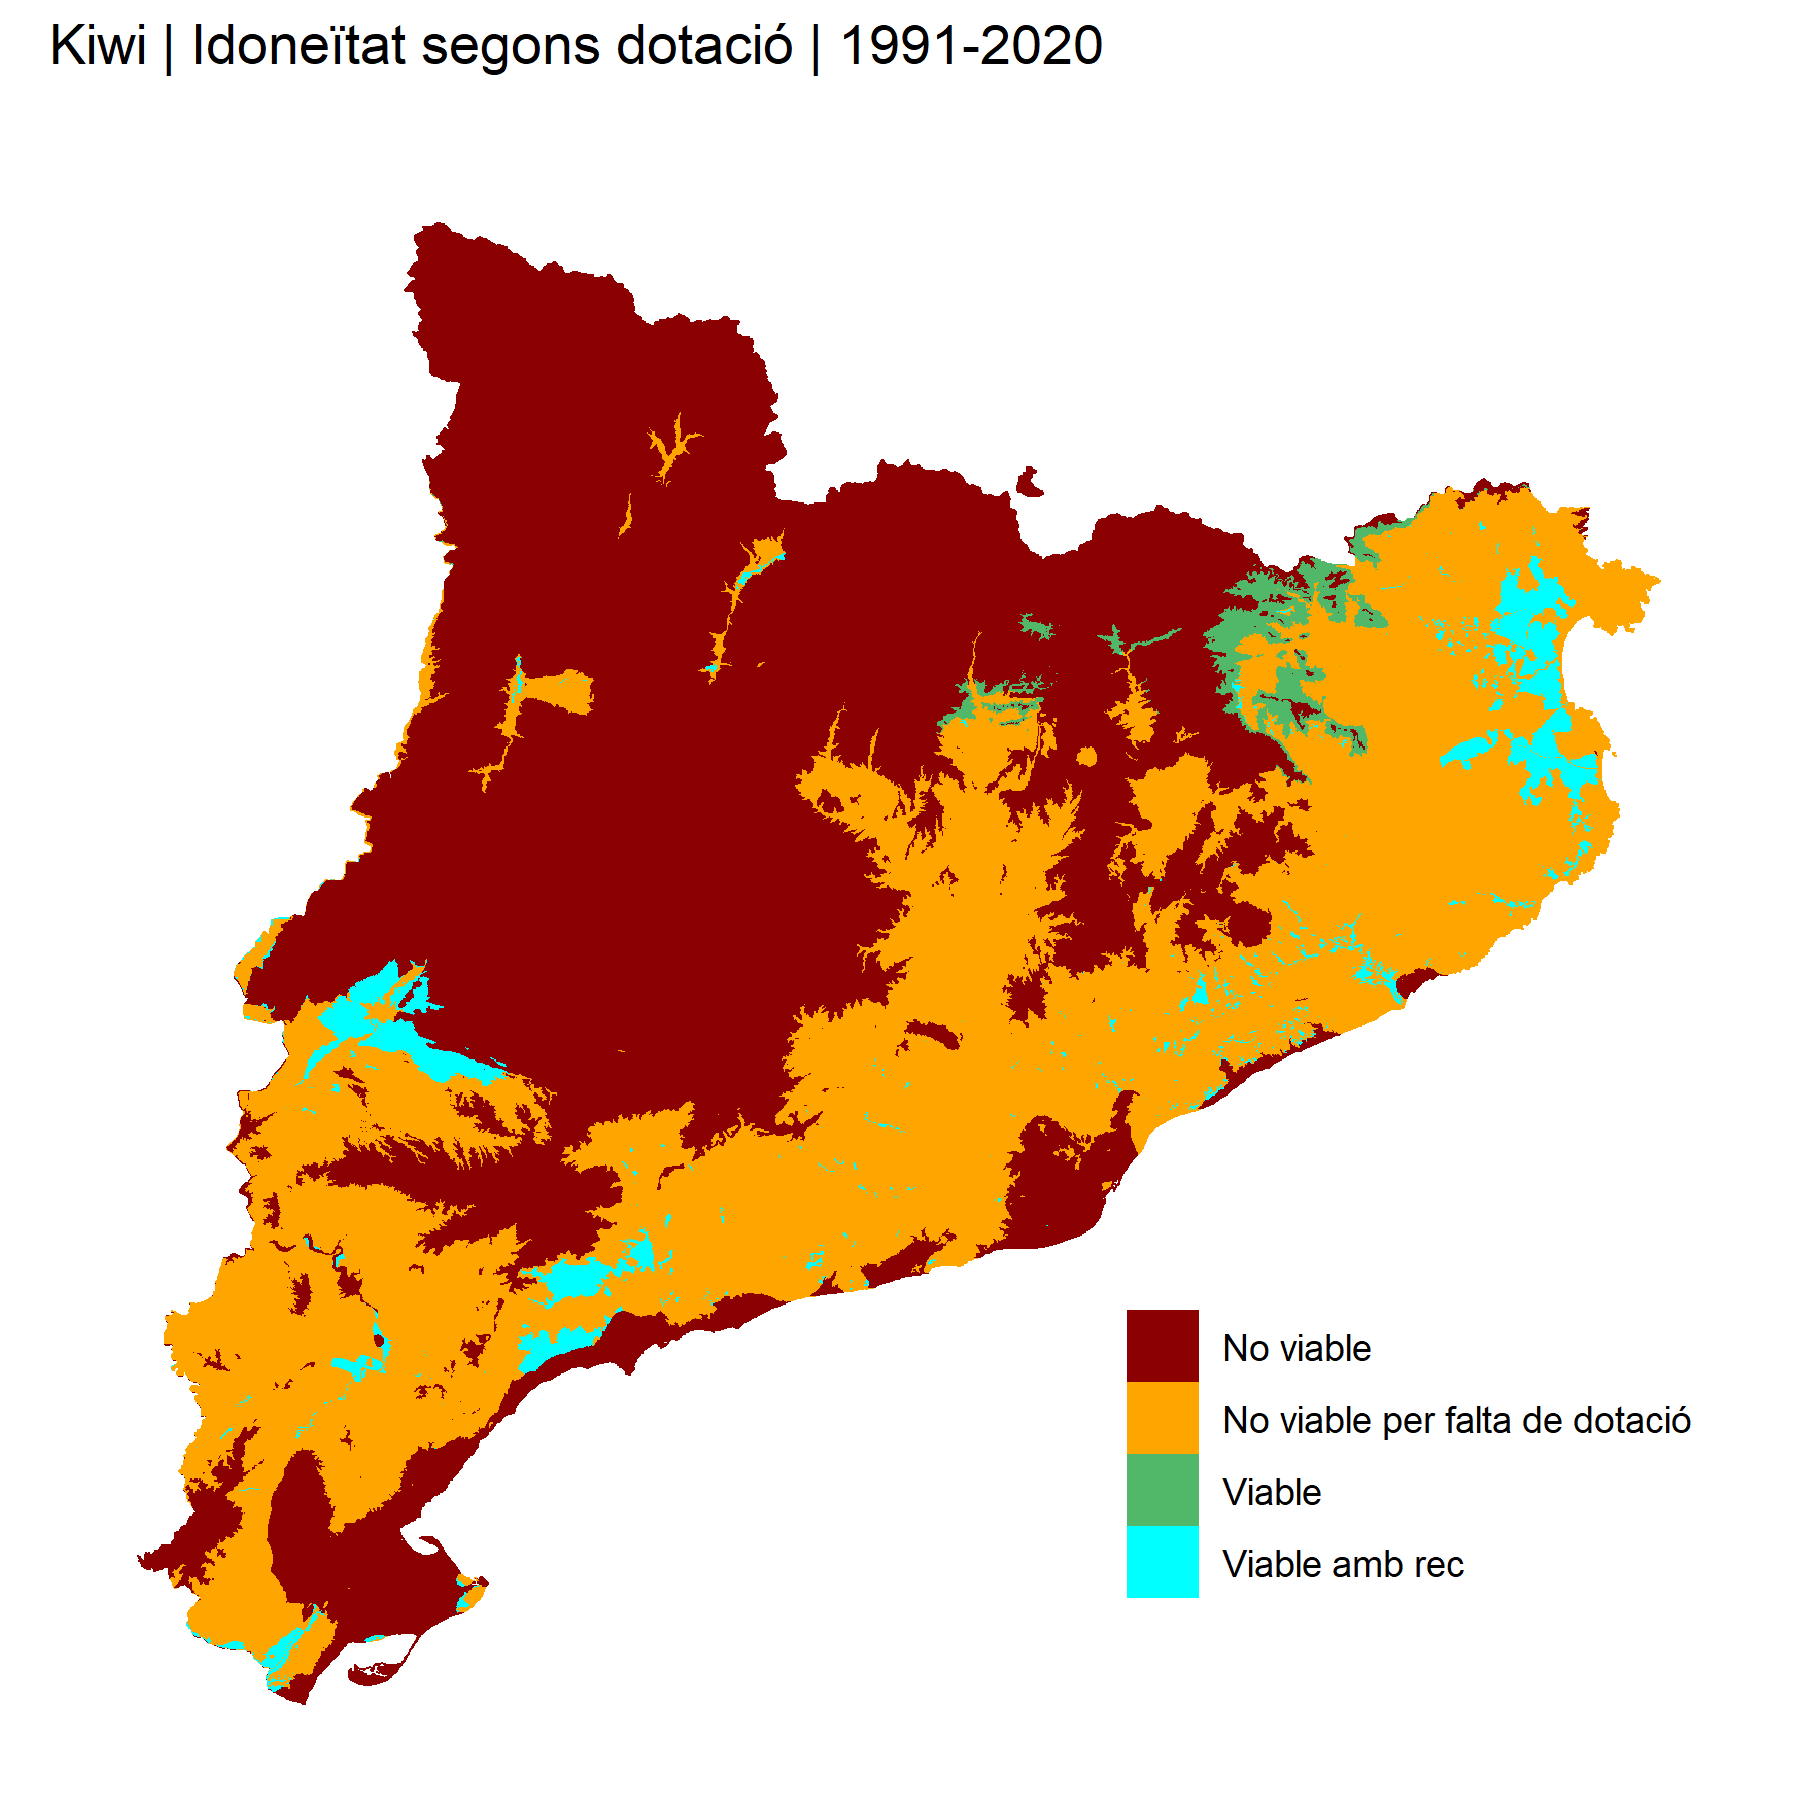 Kiwi | Idoneïtat segons dotació | 1991-2020
No viable
No viable per falta de dotació
Viable
Viable amb rec